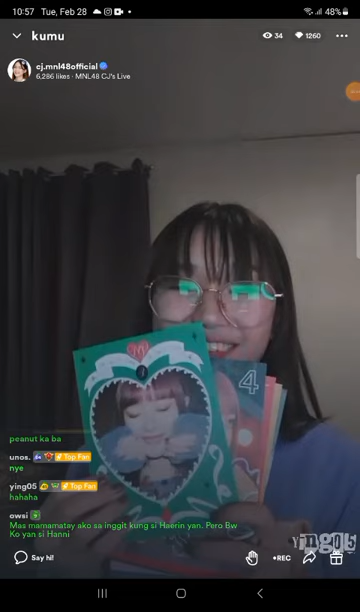 10:57 Tue, Feb 28 48%
kumu 34 1260
cj.mnl48official
6,286 likes · MNL48 CJ's Live
M
4
peanut ka ba
unos. Top Fan
nye
ying05 Top Fan
hahaha
owsi
Mas mamamatay ako sa inggit kung si Haerin yan. Pero Bw
Ko yan si Hanni
ying05
Say hi! •REC